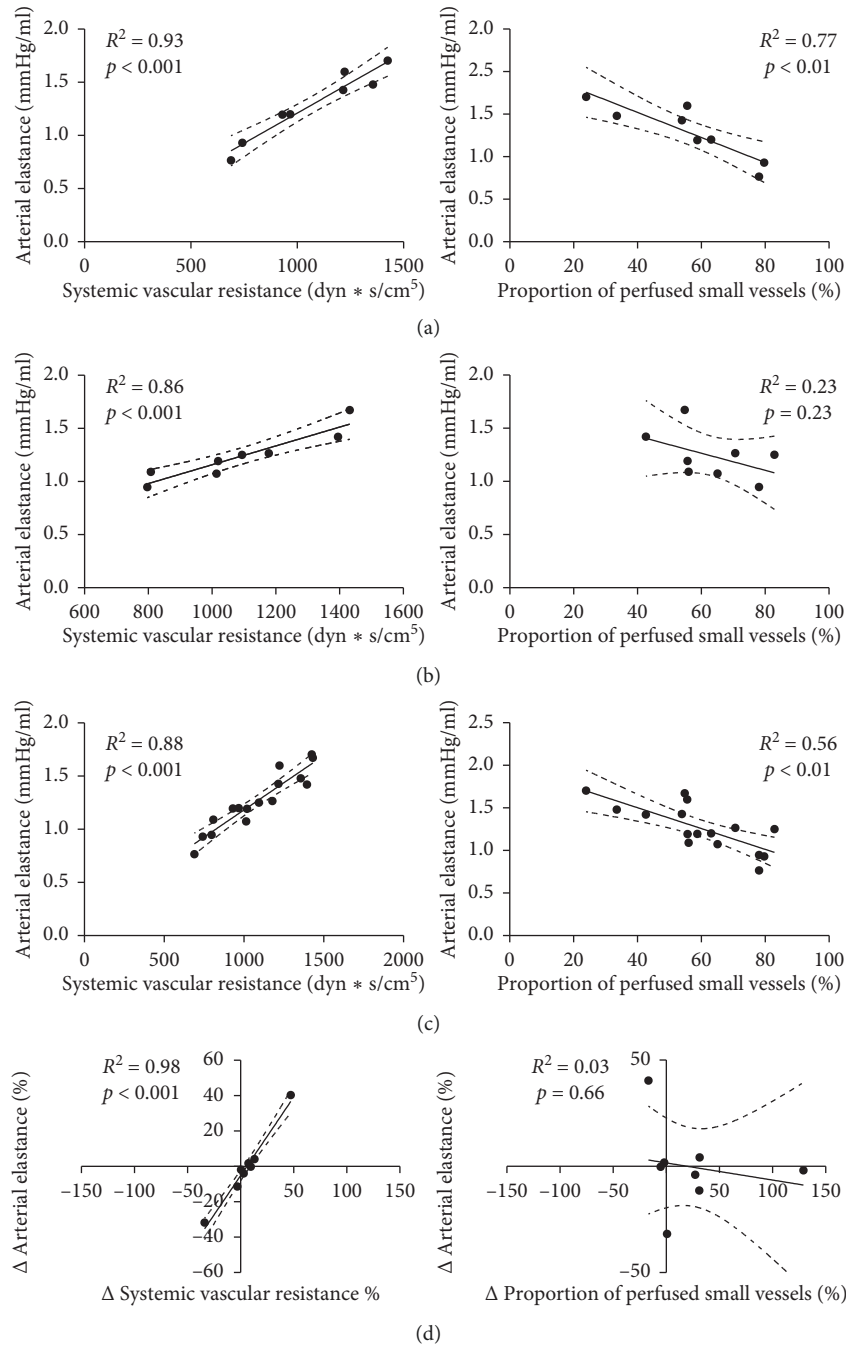 Arterial elastance (mmHg/ml)
2.0
1.5
1.0
0.5
0.0
R² = 0.93
p < 0.001
0 500 1000 1500
Systemic vascular resistance (dyn ∗ s/cm⁵)
Arterial elastance (mmHg/ml)
2.0
2.5
1.5
1.0
0.5
0.0
R² = 0.77
p < 0.01
0 20 40 60 80 100
Proportion of perfused small vessels (%)
(a)
Arterial elastance (mmHg/ml)
2.0
1.5
1.0
0.5
0.0
R² = 0.86
p < 0.001
600 800 1000 1200 1400 1600
Systemic vascular resistance (dyn ∗ s/cm⁵)
Arterial elastance (mmHg/ml)
2.0
1.5
1.0
0.5
0.0
R² = 0.23
p = 0.23
0 20 40 60 80 100
Proportion of perfused small vessels (%)
(b)
Arterial elastance (mmHg/ml)
2.0
1.5
1.0
0.5
0.0
R² = 0.88
p < 0.001
0 500 1000 1500 2000
Systemic vascular resistance (dyn ∗ s/cm⁵)
Arterial elastance (mmHg/ml)
2.5
2.0
1.5
1.0
0.5
0.0
R² = 0.56
p < 0.01
0 20 40 60 80 100
Proportion of perfused small vessels (%)
(c)
Δ Arterial elastance (%)
R² = 0.98
p < 0.001
60
40
20
−20
−40
−60
−150 −100 −50 0 50 100 150
Δ Systemic vascular resistance %
Δ Arterial elastance (%)
R² = 0.03
p = 0.66
50
−50
−150 −100 −50 0 50 100 150
Δ Proportion of perfused small vessels (%)
(d)